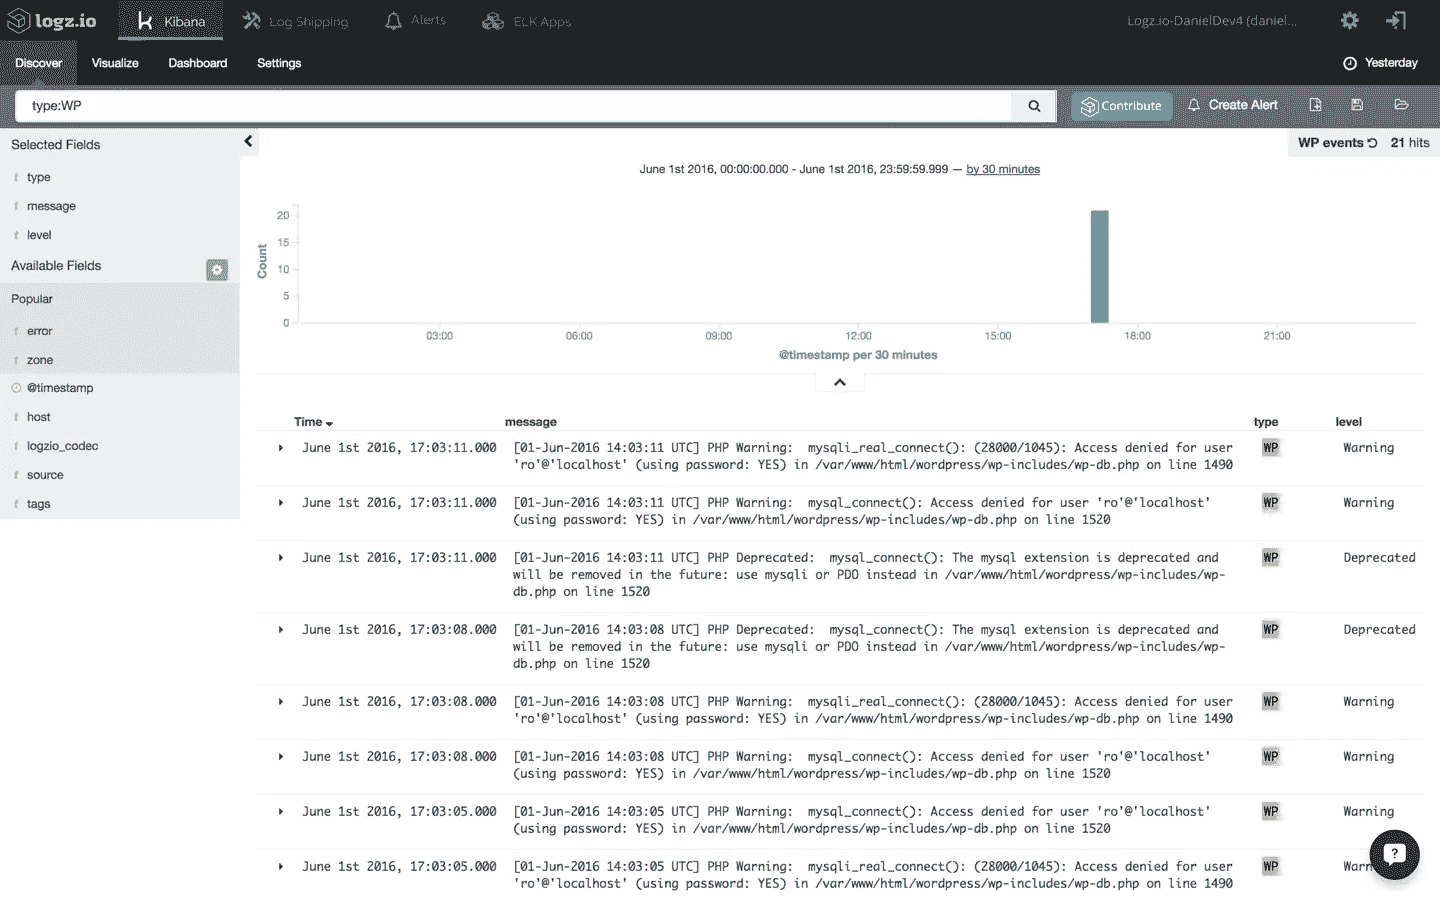 logz.io
Kibana
Log Shipping
Alerts
ELK Apps
Logz.io-DanielDev4 (daniel...
Discover
Visualize
Dashboard
Settings
Yesterday
type:WP
Contribute
Create Alert
Selected Fields
WP events
21 hits
t type
t message
t level
Available Fields
Popular
t error
t zone
@timestamp
t host
t logzio_codec
t source
t tags
June 1st 2016, 00:00:00.000 - June 1st 2016, 23:59:59.999 — by 30 minutes
Count
20
15
10
5
0
03:00
06:00
09:00
12:00
15:00
18:00
21:00
@timestamp per 30 minutes
Time
message
type
level
June 1st 2016, 17:03:11.000 [01-Jun-2016 14:03:11 UTC] PHP Warning: mysqli_real_connect(): (28000/1045): Access denied for user WP Warning
'ro'@'localhost' (using password: YES) in /var/www/html/wordpress/wp-includes/wp-db.php on line 1490
June 1st 2016, 17:03:11.000 [01-Jun-2016 14:03:11 UTC] PHP Warning: mysql_connect(): Access denied for user 'ro'@'localhost' WP Warning
(using password: YES) in /var/www/html/wordpress/wp-includes/wp-db.php on line 1520
June 1st 2016, 17:03:11.000 [01-Jun-2016 14:03:11 UTC] PHP Deprecated: mysql_connect(): The mysql extension is deprecated and WP Deprecated
will be removed in the future: use mysqli or PDO instead in /var/www/html/wordpress/wp-includes/wp-
db.php on line 1520
June 1st 2016, 17:03:08.000 [01-Jun-2016 14:03:08 UTC] PHP Deprecated: mysql_connect(): The mysql extension is deprecated and WP Deprecated
will be removed in the future: use mysqli or PDO instead in /var/www/html/wordpress/wp-includes/wp-
db.php on line 1520
June 1st 2016, 17:03:08.000 [01-Jun-2016 14:03:08 UTC] PHP Warning: mysqli_real_connect(): (28000/1045): Access denied for user WP Warning
'ro'@'localhost' (using password: YES) in /var/www/html/wordpress/wp-includes/wp-db.php on line 1490
June 1st 2016, 17:03:08.000 [01-Jun-2016 14:03:08 UTC] PHP Warning: mysql_connect(): Access denied for user 'ro'@'localhost' WP Warning
(using password: YES) in /var/www/html/wordpress/wp-includes/wp-db.php on line 1520
June 1st 2016, 17:03:05.000 [01-Jun-2016 14:03:05 UTC] PHP Warning: mysql_connect(): Access denied for user 'ro'@'localhost' WP Warning
(using password: YES) in /var/www/html/wordpress/wp-includes/wp-db.php on line 1520
June 1st 2016, 17:03:05.000 [01-Jun-2016 14:03:05 UTC] PHP Warning: mysqli_real_connect(): (28000/1045): Access denied for user WP Warn
'ro'@'localhost' (using password: YES) in /var/www/html/wordpress/wp-includes/wp-db.php on line 1490
?